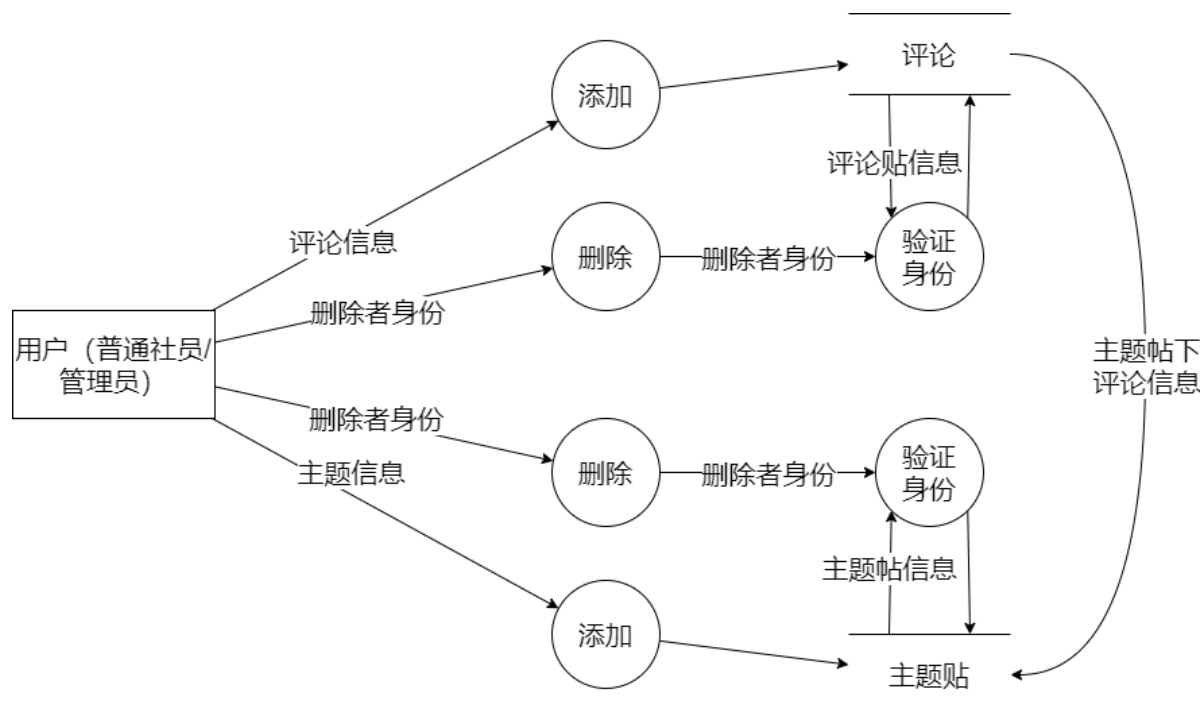 评论
添加
评论贴信息
评论信息
删除
删除者身份
验证
身份
删除者身份
用户（普通社员/
管理员）
主题帖下
评论信息
删除者身份
主题信息
删除
删除者身份
验证
身份
主题帖信息
添加
主题贴